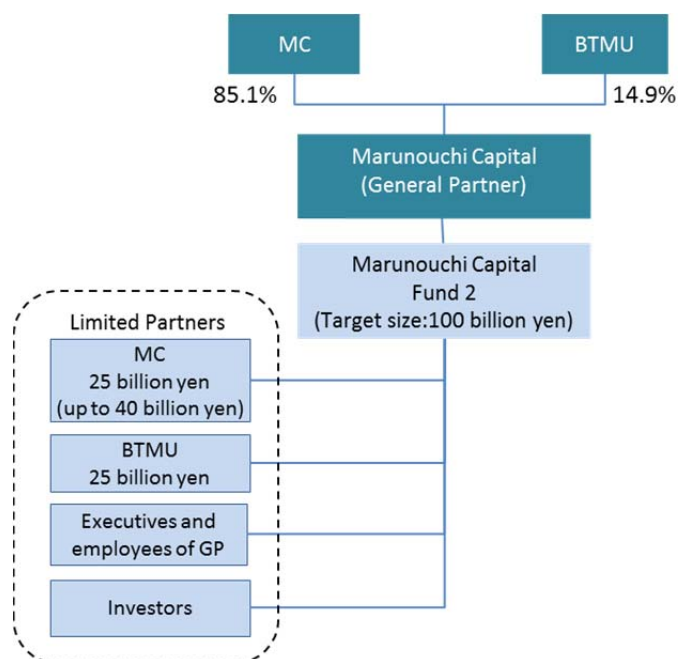 MC
BTMU
85.1%
14.9%
Marunouchi Capital
(General Partner)
Marunouchi Capital
Fund 2
(Target size:100 billion yen)
Limited Partners
MC
25 billion yen
(up to 40 billion yen)
BTMU
25 billion yen
Executives and
employees of GP
Investors